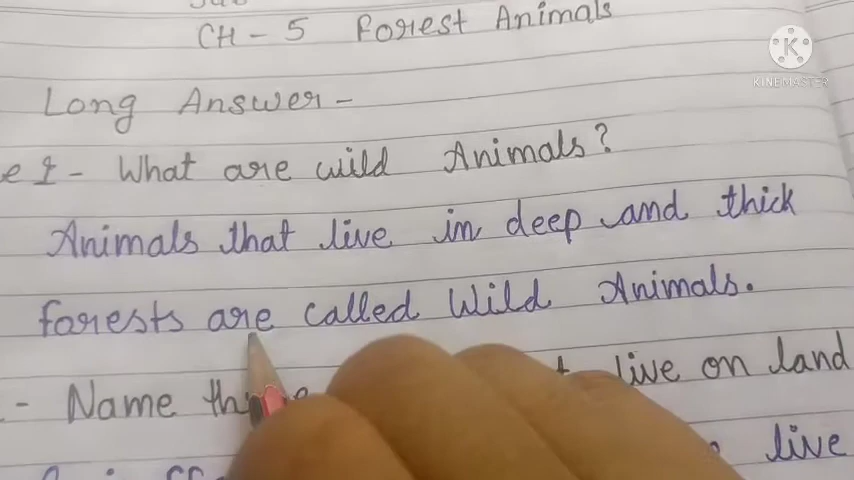 CH - 5 Forest Animals
KINEMASTER
Long Answer -
What are wild Animals?
Animals that live in deep and thick
forests are called Wild Animals.
- Name live on land
live